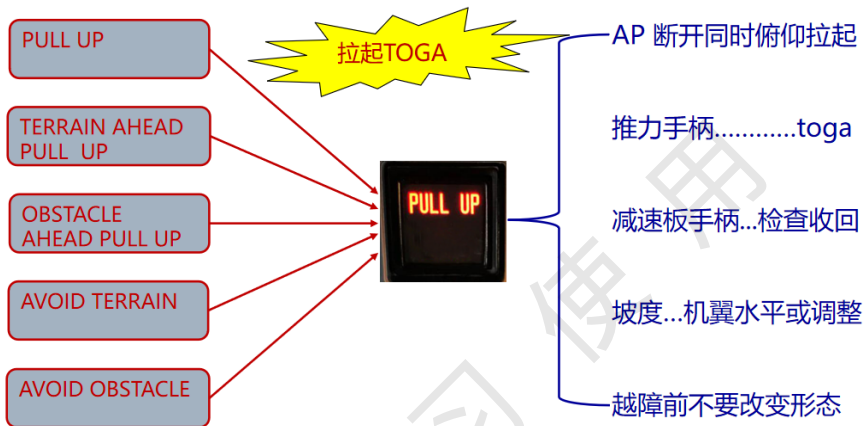 PULL UP
TERRAIN AHEAD
PULL UP
OBSTACLE
AHEAD PULL UP
AVOID TERRAIN
AVOID OBSTACLE
拉起TOGA
PULL UP
AP 断开同时俯仰拉起
推力手柄............toga
减速板手柄...检查收回
坡度...机翼水平或调整
越障前不要改变形态
习使用